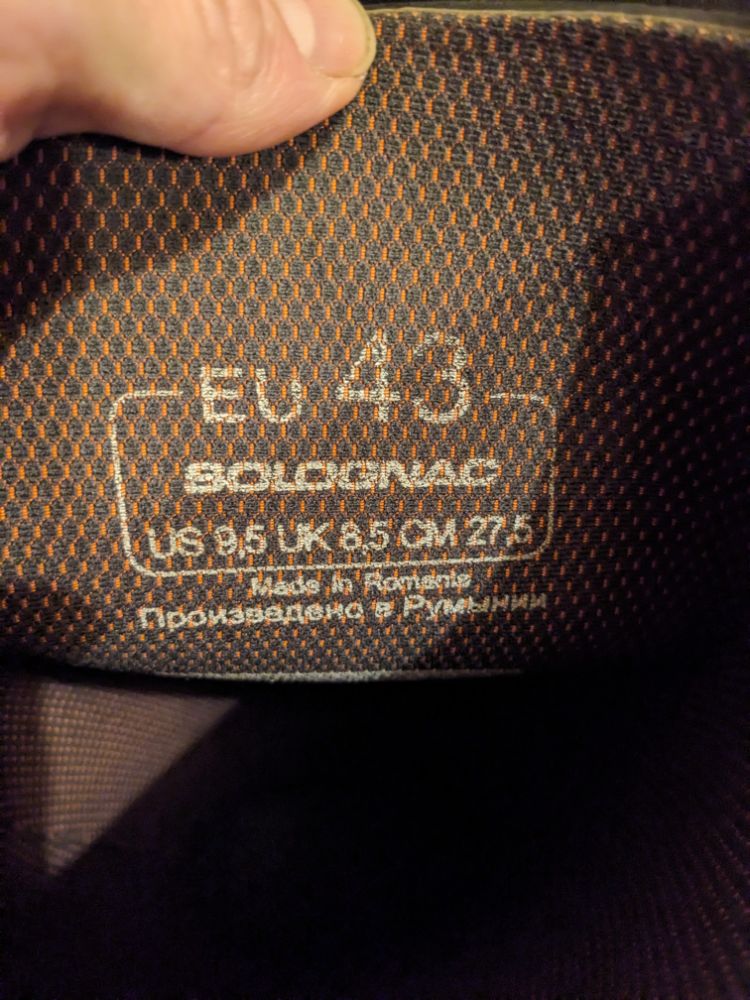 EU 43
SOLOGNAC
US 9,5 UK 8.5 CM 27,5
Made in Romania
Произведено в Румынии